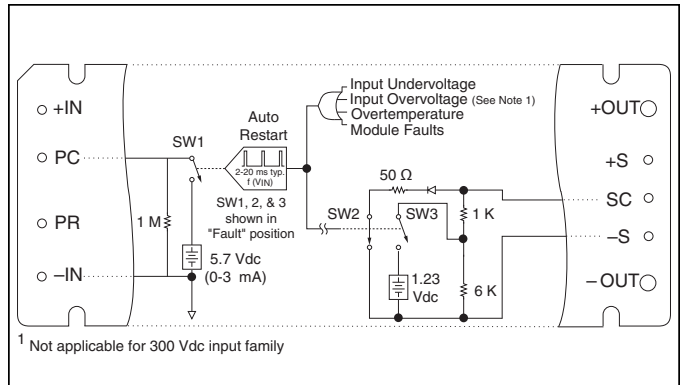 Input Undervoltage
Input Overvoltage (See Note 1)
Overtemperature
Module Faults
+IN
PC
PR
–IN
SW1
Auto
Restart
2-20 ms typ.
f (VIN)
SW1, 2, & 3
shown in
"Fault" position
1 M
5.7 Vdc
(0-3 mA)
50 Ω
SW2
SW3
1 K
1.23
Vdc
6 K
+OUT
+S
SC
–S
– OUT
1 Not applicable for 300 Vdc input family